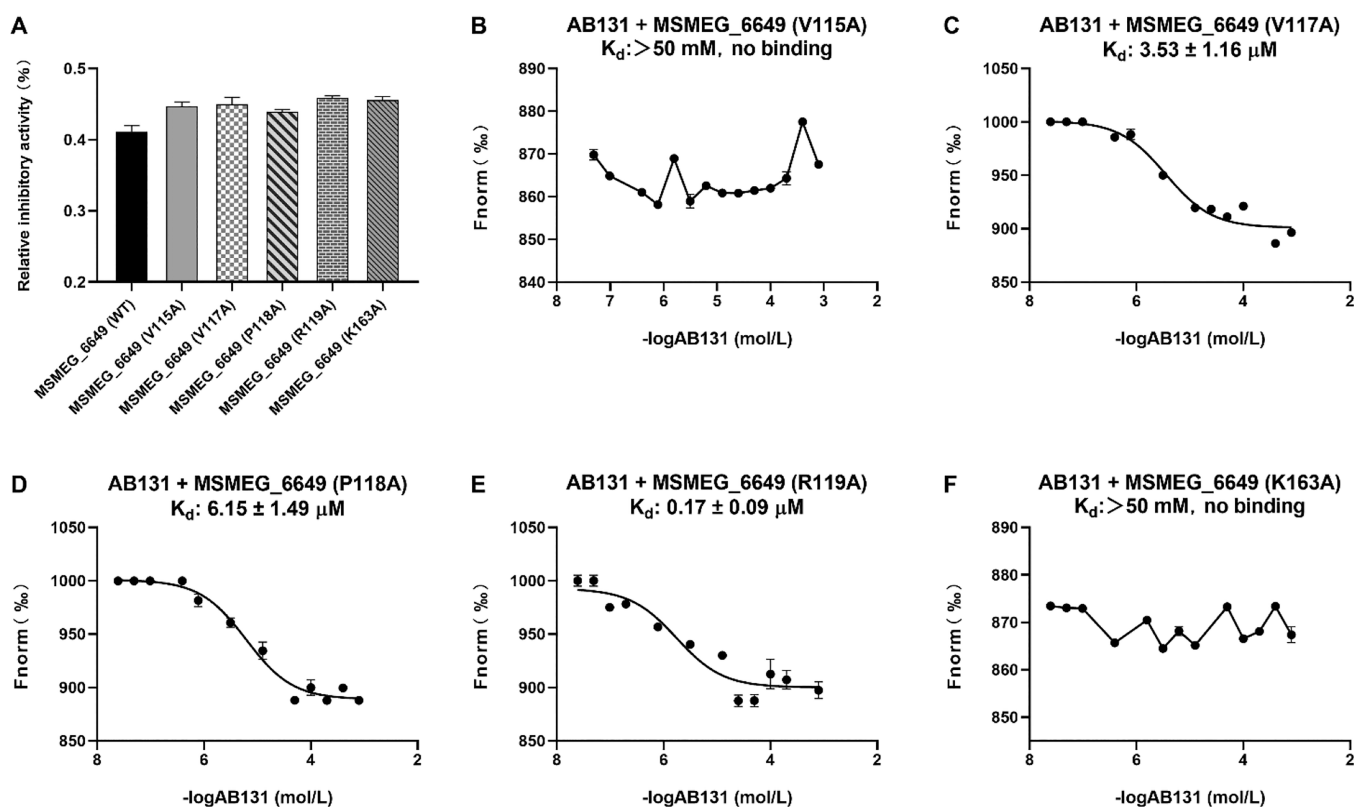 A
Relative inhibitory activity (%)
0.5
0.4
0.3
0.2
MSMEG_6649 (WT)
MSMEG_6649 (V115A)
MSMEG_6649 (V117A)
MSMEG_6649 (P118A)
MSMEG_6649 (R119A)
MSMEG_6649 (K163A)
B
AB131 + MSMEG_6649 (V115A)
Kd: >50 mM, no binding
Fnorm (‰)
890
880
870
860
850
840
8 7 6 5 4 3 2
-logAB131 (mol/L)
C
AB131 + MSMEG_6649 (V117A)
Kd: 3.53 ± 1.16 μM
Fnorm (‰)
1050
1000
950
900
850
8 6 4 2
-logAB131 (mol/L)
D
AB131 + MSMEG_6649 (P118A)
Kd: 6.15 ± 1.49 μM
Fnorm (‰)
1050
1000
950
900
850
8 6 4 2
-logAB131 (mol/L)
E
AB131 + MSMEG_6649 (R119A)
Kd: 0.17 ± 0.09 μM
Fnorm (‰)
1050
1000
950
900
850
8 6 4 2
-logAB131 (mol/L)
F
AB131 + MSMEG_6649 (K163A)
Kd: >50 mM, no binding
Fnorm (‰)
890
880
870
860
850
8 6 4 2
-logAB131 (mol/L)